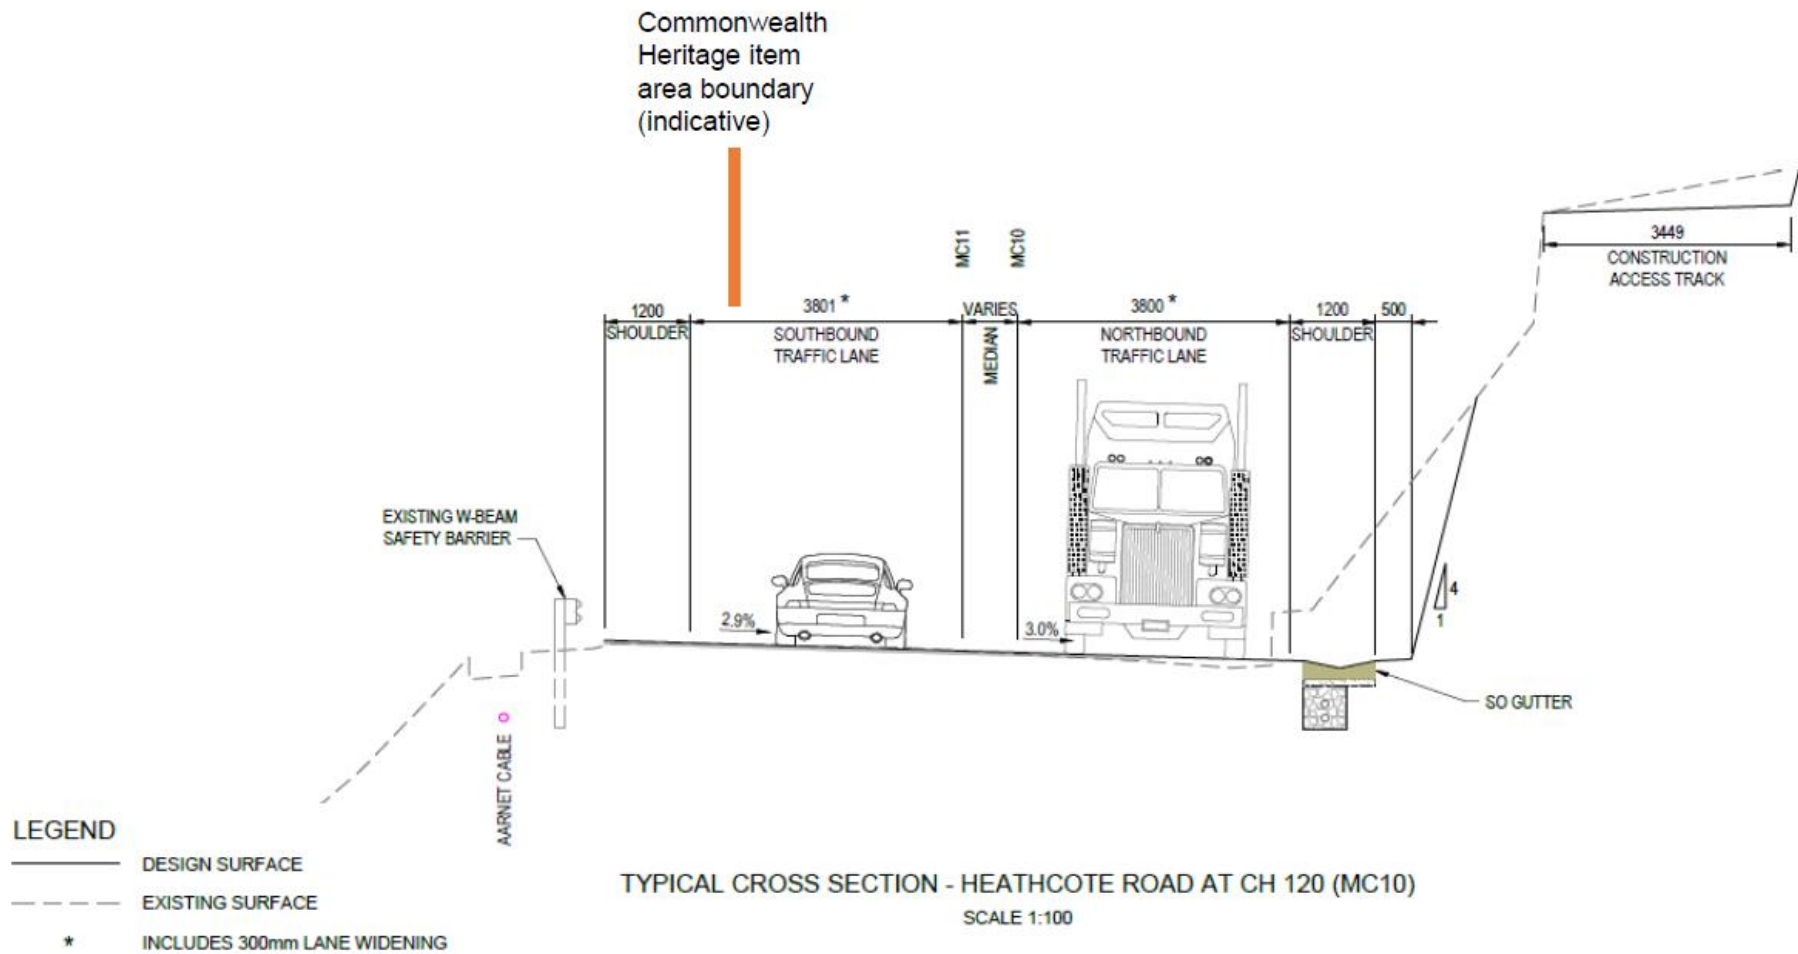 Commonwealth
Heritage item
area boundary
(indicative)
MC11
MC10
3449
CONSTRUCTION
ACCESS TRACK
1200
SHOULDER
3801 *
SOUTHBOUND
TRAFFIC LANE
VARIES
MEDIAN
3800 *
NORTHBOUND
TRAFFIC LANE
1200
SHOULDER
500
EXISTING W-BEAM
SAFETY BARRIER
2.9%
3.0%
4
1
SO GUTTER
AARNET CABLE
LEGEND
DESIGN SURFACE
EXISTING SURFACE
* INCLUDES 300mm LANE WIDENING
TYPICAL CROSS SECTION - HEATHCOTE ROAD AT CH 120 (MC10)
SCALE 1:100